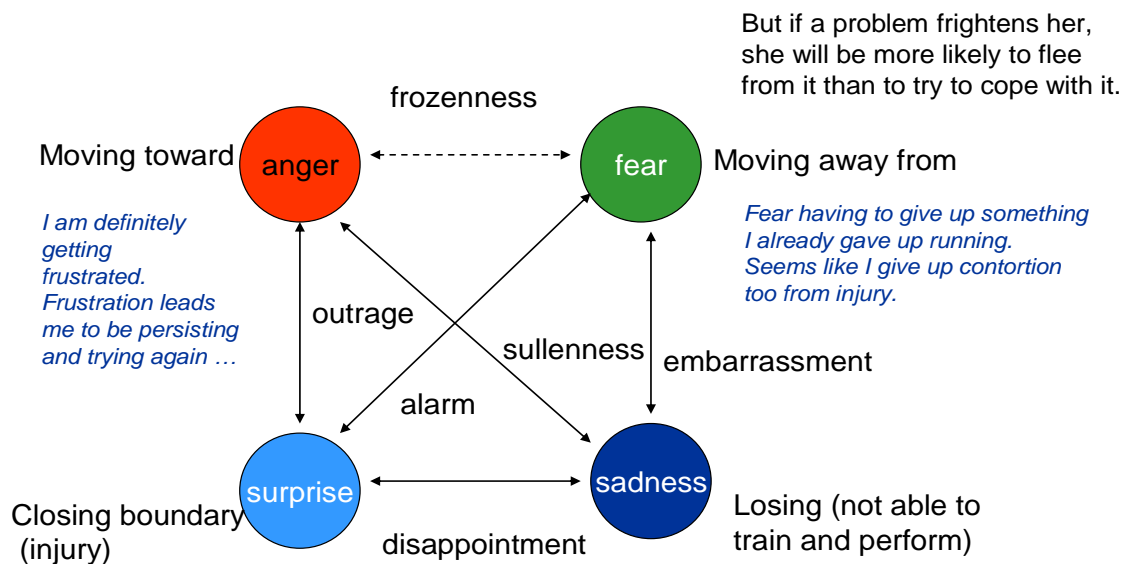 But if a problem frightens her,
she will be more likely to flee
from it than to try to cope with it.
frozenness
Moving toward
anger
fear
Moving away from
I am definitely
getting
frustrated.
Frustration leads
me to be persisting
and trying again …
Fear having to give up something
I already gave up running.
Seems like I give up contortion
too from injury.
outrage
sullenness
embarrassment
alarm
surprise
sadness
Closing boundary
(injury)
disappointment
Losing (not able to
train and perform)